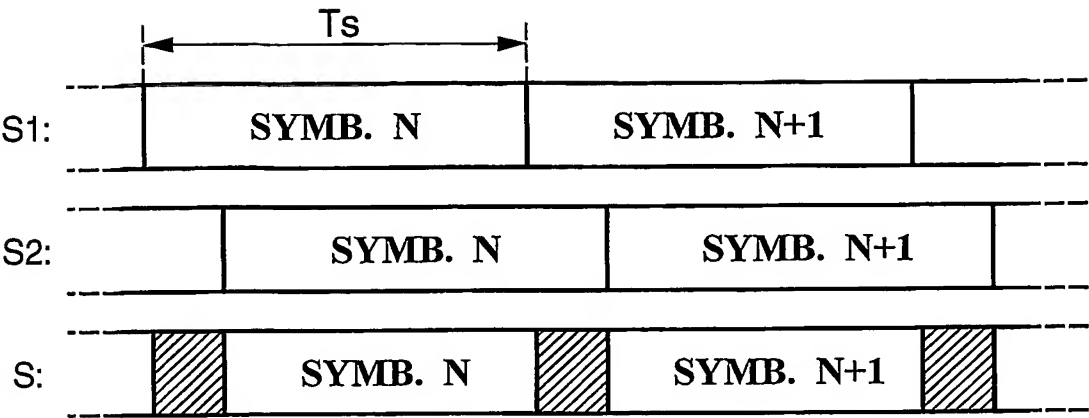 Ts
S1: SYMB. N SYMB. N+1
S2: SYMB. N SYMB. N+1
S: SYMB. N SYMB. N+1